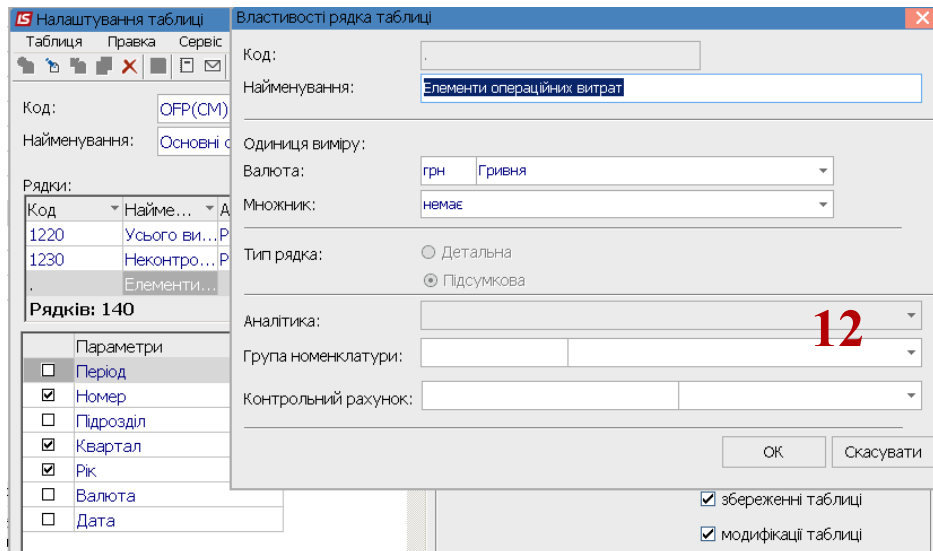 Налаштування таблиці
Таблиця Правка Сервіс
Код: OFP(CM)
Найменування: Основні
Рядки:
Код Найме... А
1220 Усього ви... Р
1230 Неконтро... Р
. Елементи...
Рядків: 140
Параметри
Період
Номер
Підрозділ
Квартал
Рік
Валюта
Дата
Властивості рядка таблиці
Код: .
Найменування: Елементи операційних витрат
Одиниця виміру:
Валюта: грн Гривня
Множник: немає
Тип рядка: Детальна
Підсумкова
Аналітика:
12
Група номенклатури:
Контрольний рахунок:
ОК Скасувати
збереженні таблиці
модифікації таблиці